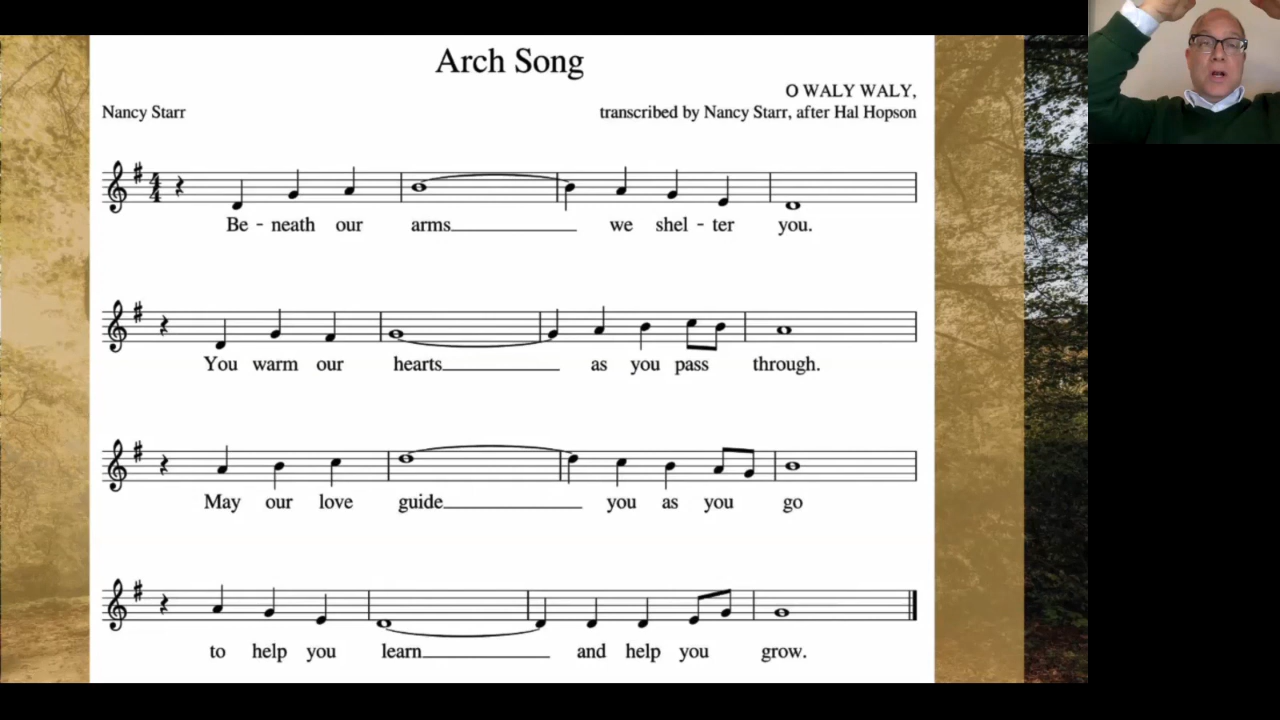 Arch Song
O WALY WALY,
Nancy Starr
transcribed by Nancy Starr, after Hal Hopson
4
4
Be - neath our arms we shel - ter you.
You warm our hearts as you pass through.
May our love guide you as you go
to help you learn and help you grow.